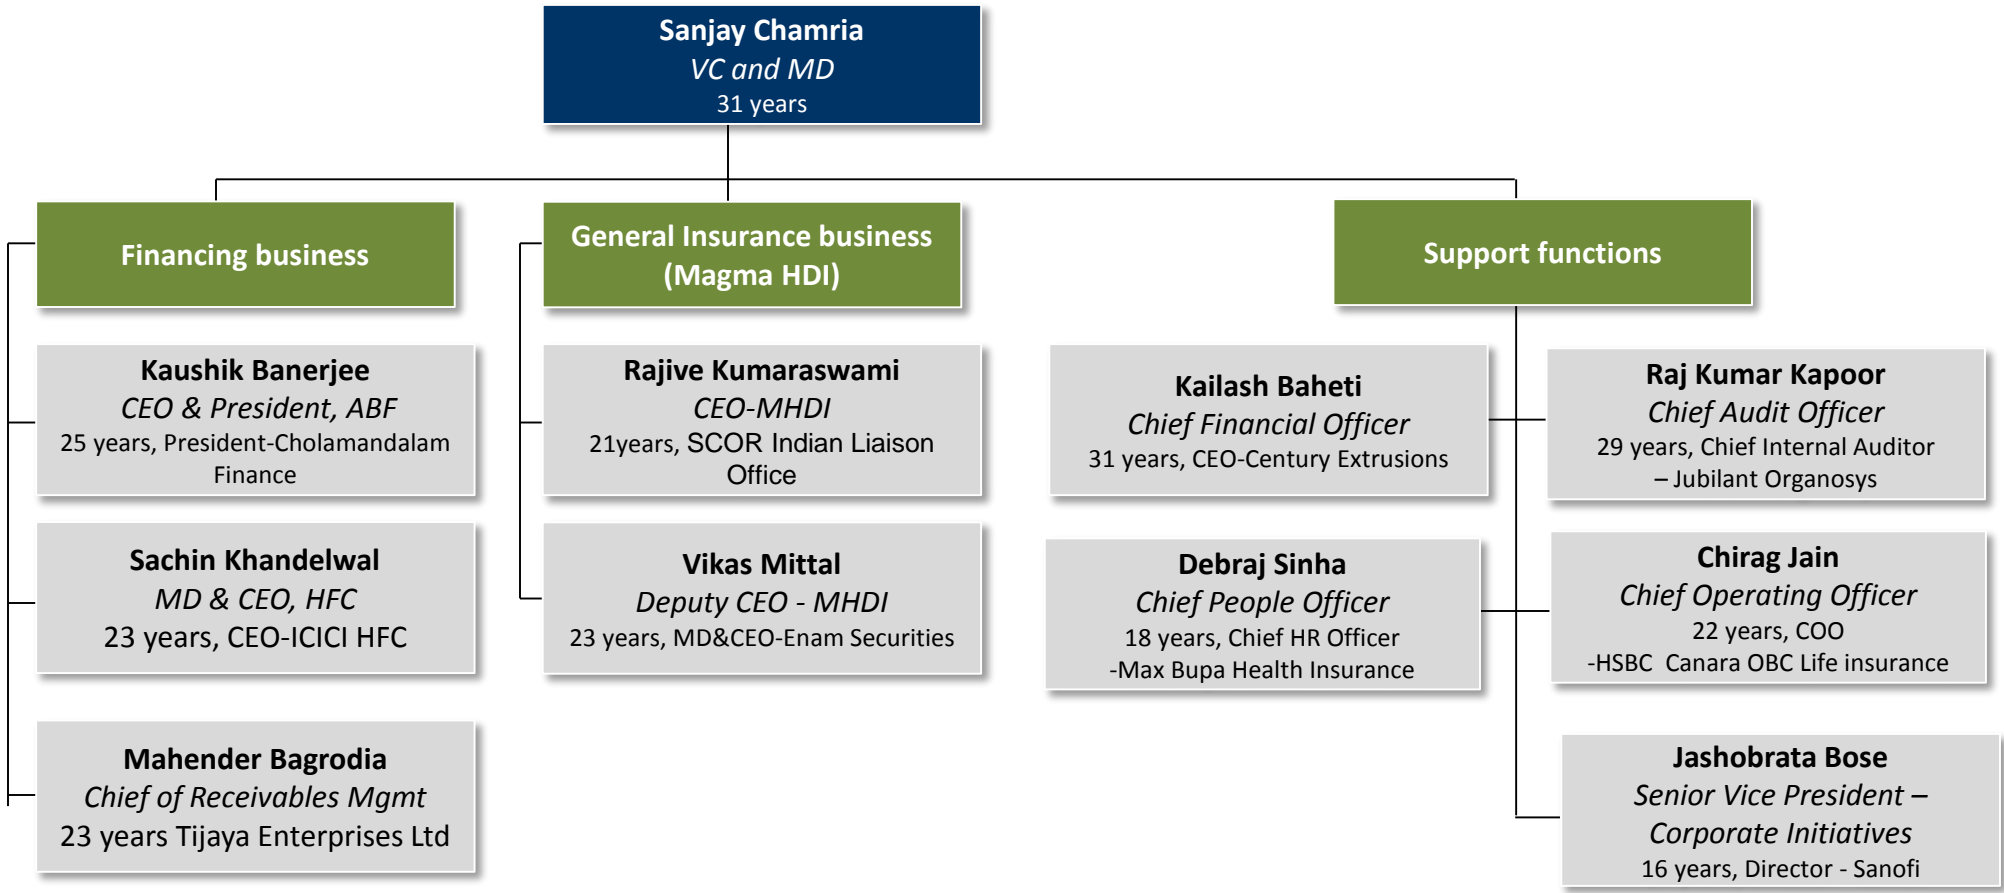 Sanjay Chamria
VC and MD
31 years
Financing business
General Insurance business
(Magma HDI)
Support functions
Kaushik Banerjee
CEO & President, ABF
25 years, President-Cholamandalam
Finance
Sachin Khandelwal
MD & CEO, HFC
23 years, CEO-ICICI HFC
Mahender Bagrodia
Chief of Receivables Mgmt
23 years Tijaya Enterprises Ltd
Rajive Kumaraswami
CEO-MHDI
21years, SCOR Indian Liaison
Office
Vikas Mittal
Deputy CEO - MHDI
23 years, MD&CEO-Enam Securities
Kailash Baheti
Chief Financial Officer
31 years, CEO-Century Extrusions
Raj Kumar Kapoor
Chief Audit Officer
29 years, Chief Internal Auditor
– Jubilant Organosys
Debraj Sinha
Chief People Officer
18 years, Chief HR Officer
-Max Bupa Health Insurance
Chirag Jain
Chief Operating Officer
22 years, COO
-HSBC  Canara OBC Life insurance
Jashobrata Bose
Senior Vice President –
Corporate Initiatives
16 years, Director - Sanofi